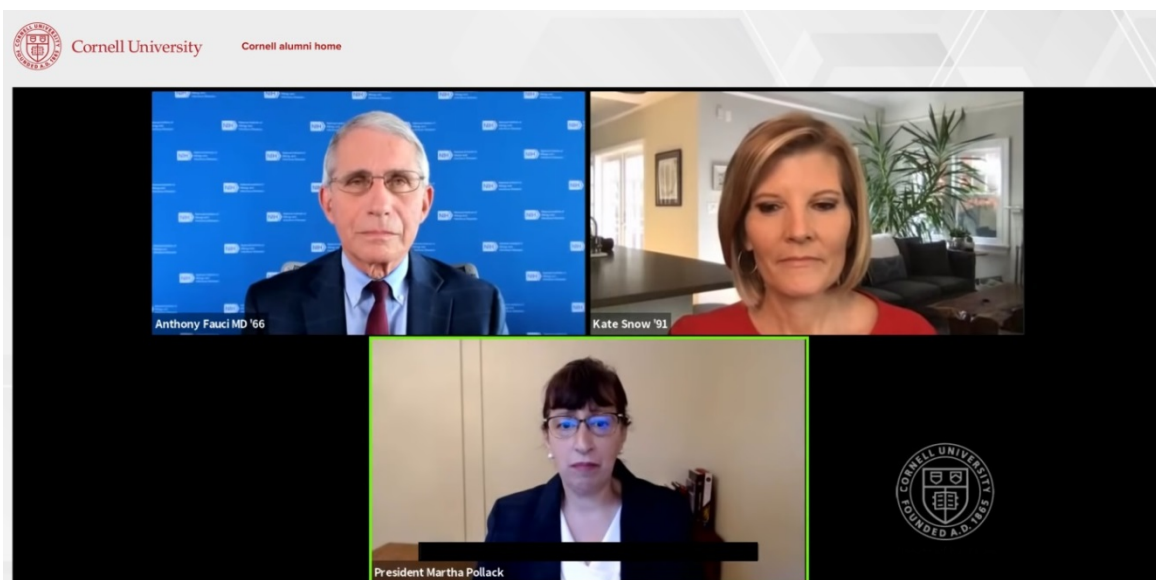 Cornell University
Cornell alumni home
NIH
Anthony Fauci MD '66
Kate Snow '91
President Martha Pollack
CORNELL UNIVERSITY
FOUNDED A.D. 1865